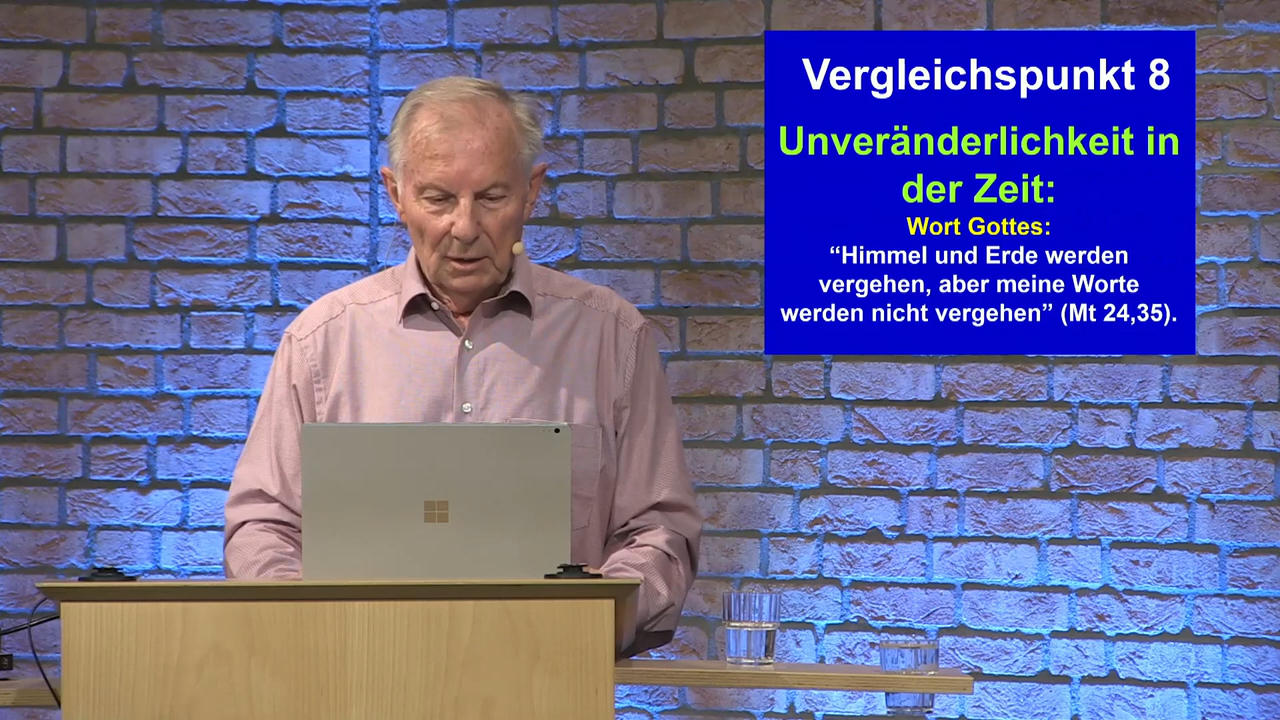 Vergleichspunkt 8
Unveränderlichkeit in
der Zeit:
Wort Gottes:
“Himmel und Erde werden
vergehen, aber meine Worte
werden nicht vergehen” (Mt 24,35).